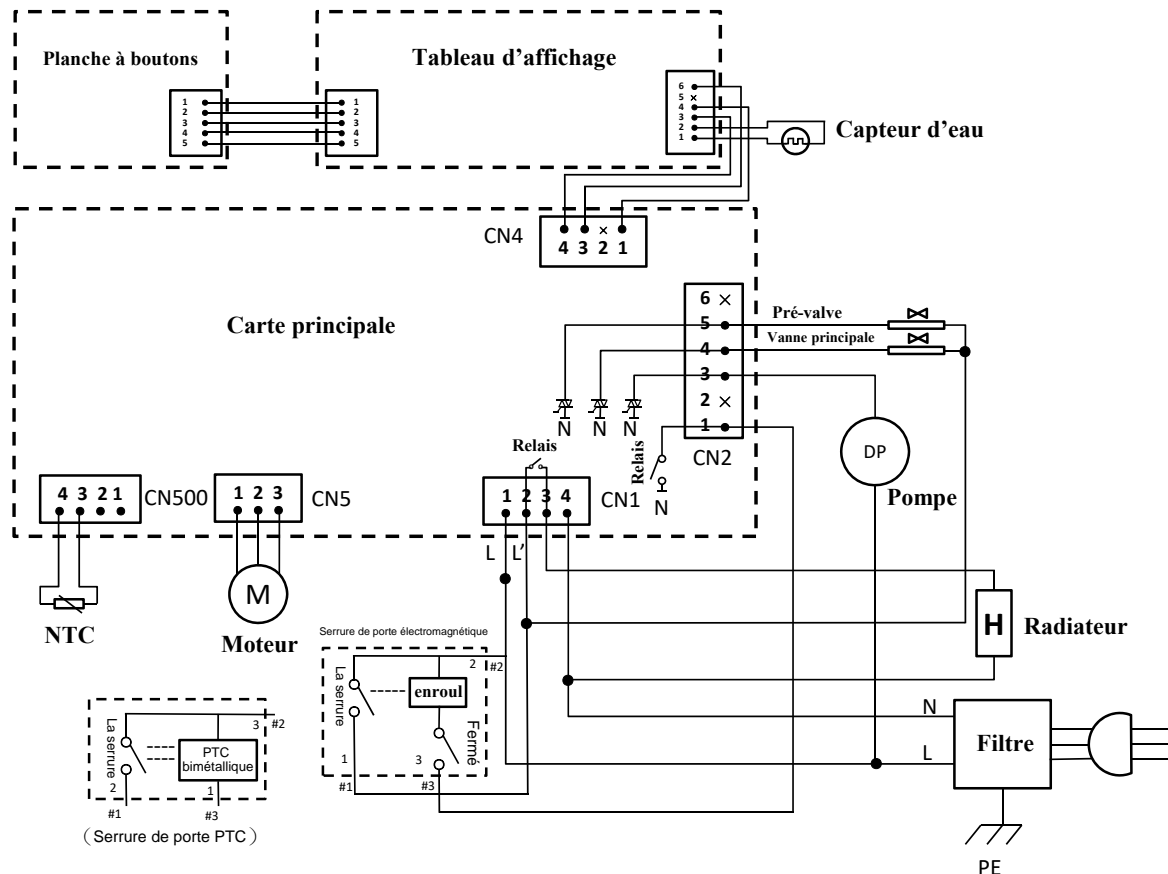 Planche à boutons
Tableau d'affichage
1
2
3
4
5
1
2
3
4
5
6
5
4
3
2
1
Capteur d'eau
CN4
4 3 2 1
Carte principale
6
5
4
3
2
1
CN2
Pré-valve
Vanne principale
N N N
Relais
Relais
N
DP
Pompe
4 3 2 1
CN500
1 2 3
CN5
1 2 3 4
CN1
L L'
NTC
M
Moteur
H
Radiateur
Serrure de porte électromagnétique
La serrure
enroul
2
#2
Fermé
1
3
#1
#3
La serrure
3
#2
PTC
bimétallique
2
1
#1
#3
(Serrure de porte PTC)
N
L
Filtre
PE